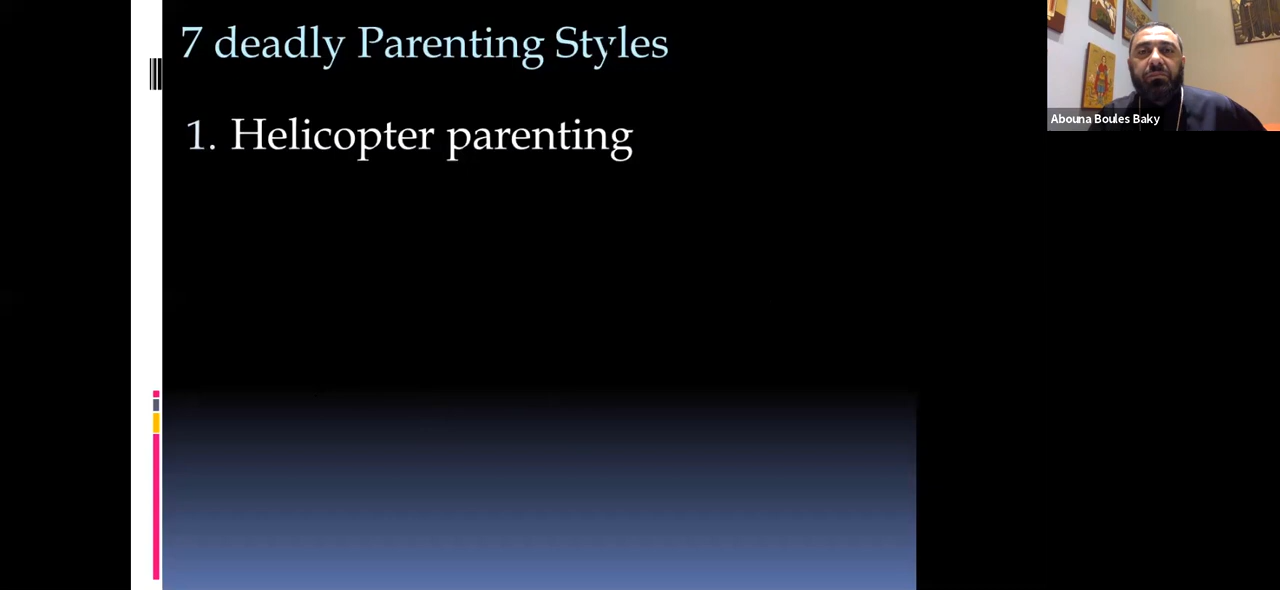 7 deadly Parenting Styles
1. Helicopter parenting
Abouna Boules Baky